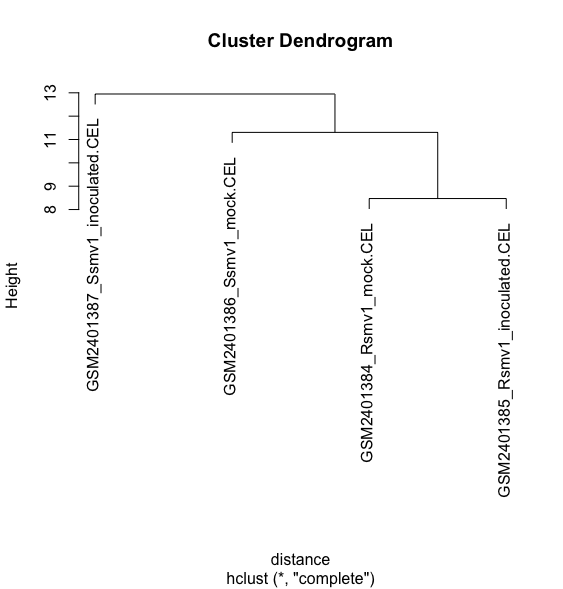 Cluster Dendrogram
Height
13
11
9
8
GSM2401387_Ssmv1_inoculated.CEL
GSM2401386_Ssmv1_mock.CEL
GSM2401384_Rsmv1_mock.CEL
GSM2401385_Rsmv1_inoculated.CEL
distance
hclust (*, "complete")